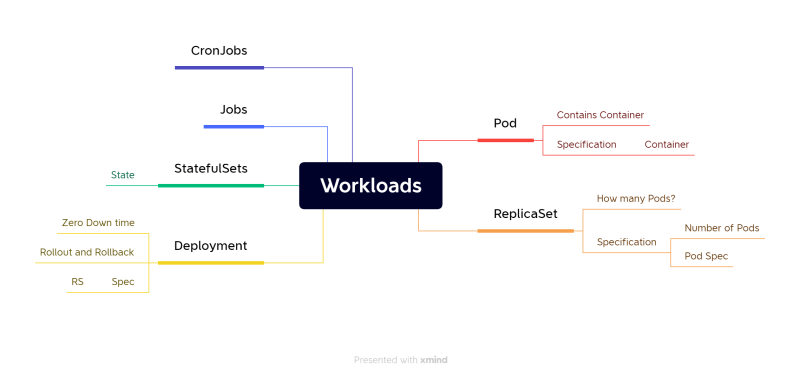 Workloads
Pod
Contains Container
Specification
Container
ReplicaSet
How many Pods?
Specification
Number of Pods
Pod Spec
CronJobs
Jobs
StatefulSets
State
Deployment
Zero Down time
Rollout and Rollback
Spec
RS
Presented with xmind